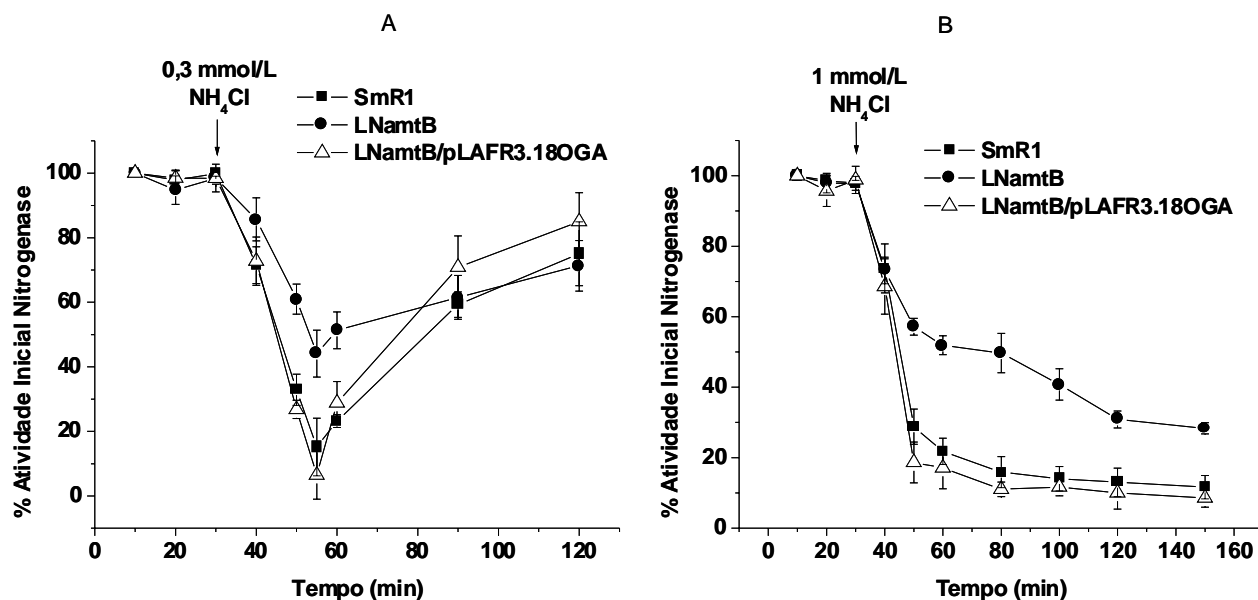 A
0,3 mmol/L
NH4Cl
SmR1
LNamtB
LNamtB/pLAFR3.18OGA
% Atividade Inicial Nitrogenase
100
80
60
40
20
0
0
20
40
60
80
100
120
Tempo (min)
B
1 mmol/L
NH4Cl
SmR1
LNamtB
LNamtB/pLAFR3.18OGA
% Atividade Inicial Nitrogenase
100
80
60
40
20
0
0
20
40
60
80
100
120
140
160
Tempo (min)